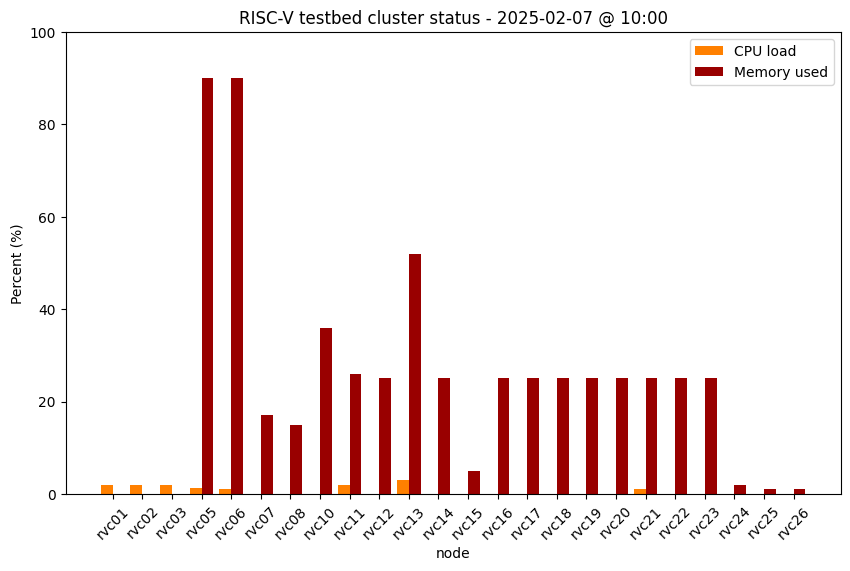 RISC-V testbed cluster status - 2025-02-07 @ 10:00
CPU load
Memory used
Percent (%)
100
80
60
40
20
0
rvc01
rvc02
rvc03
rvc05
rvc06
rvc07
rvc08
rvc10
rvc11
rvc12
rvc13
rvc14
rvc15
rvc16
rvc17
rvc18
rvc19
rvc20
rvc21
rvc22
rvc23
rvc24
rvc25
rvc26
node